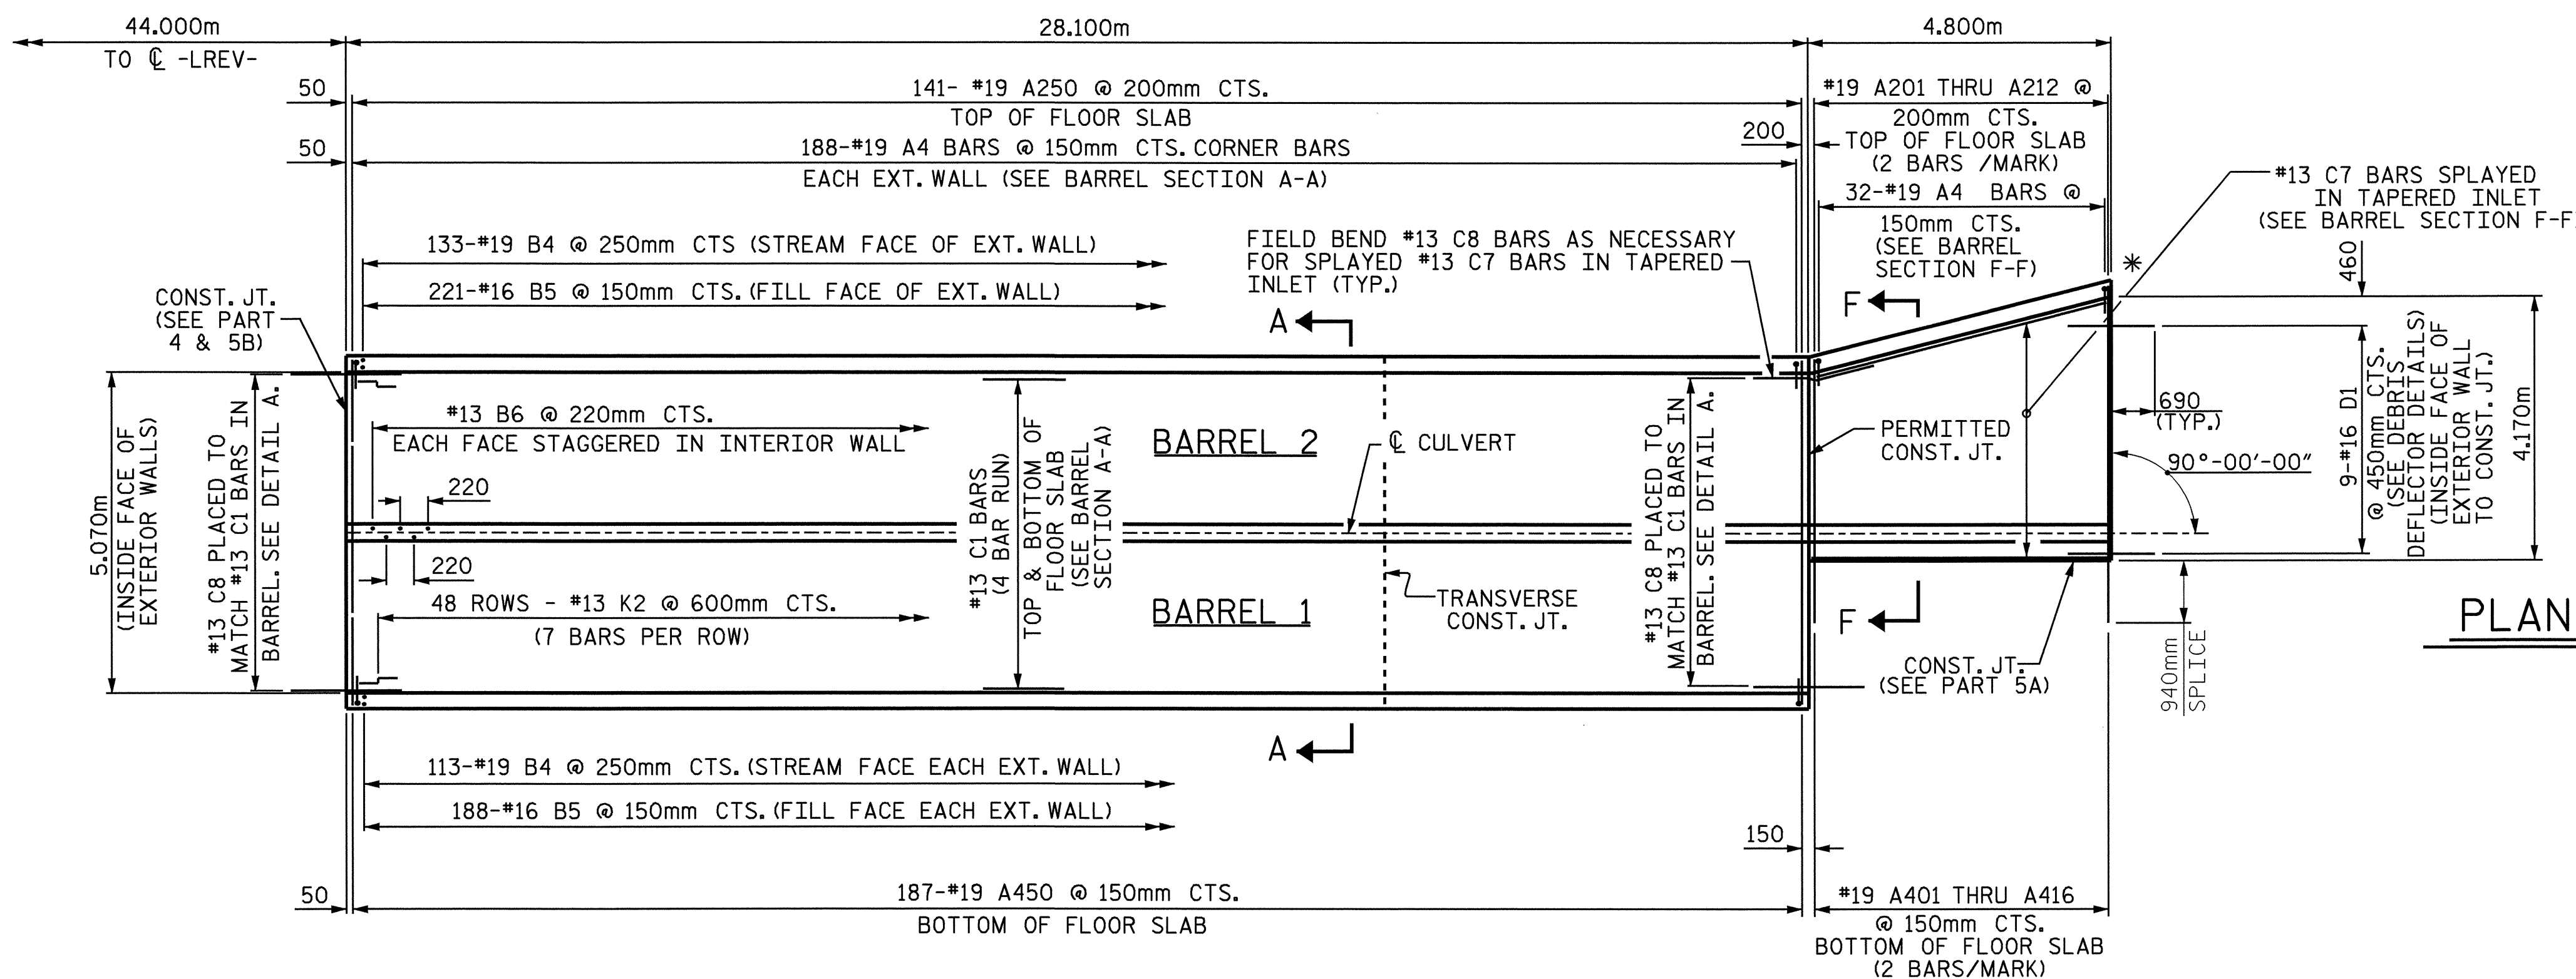 44.000m
TO ℄ -LREV-
28.100m
4.800m
50
141- #19 A250 @ 200mm CTS.
TOP OF FLOOR SLAB
#19 A201 THRU A212 @
200mm CTS.
TOP OF FLOOR SLAB
(2 BARS /MARK)
200
50
188-#19 A4 BARS @ 150mm CTS. CORNER BARS
EACH EXT. WALL (SEE BARREL SECTION A-A)
32-#19 A4 BARS @
150mm CTS.
(SEE BARREL
SECTION F-F)
#13 C7 BARS SPLAYED
IN TAPERED INLET
(SEE BARREL SECTION F-F
133-#19 B4 @ 250mm CTS (STREAM FACE OF EXT. WALL)
221-#16 B5 @ 150mm CTS. (FILL FACE OF EXT. WALL)
FIELD BEND #13 C8 BARS AS NECESSARY
FOR SPLAYED #13 C7 BARS IN TAPERED
INLET (TYP.)
CONST. JT.
(SEE PART
4 & 5B)
A
F
*
460
5.070m
(INSIDE FACE OF
EXTERIOR WALLS)
#13 C8 PLACED TO
MATCH #13 C1 BARS IN
BARREL. SEE DETAIL A.
#13 B6 @ 220mm CTS.
EACH FACE STAGGERED IN INTERIOR WALL
220
220
48 ROWS - #13 K2 @ 600mm CTS.
(7 BARS PER ROW)
#13 C1 BARS
(4 BAR RUN)
TOP & BOTTOM OF
FLOOR SLAB
(SEE BARREL
SECTION A-A)
BARREL 2
℄ CULVERT
BARREL 1
TRANSVERSE
CONST. JT.
#13 C8 PLACED TO
MATCH #13 C1 BARS IN
BARREL. SEE DETAIL A.
PERMITTED
CONST. JT.
690
(TYP.)
90°-00'-00"
9-#16 D1
@ 450mm CTS.
(SEE DEBRIS
DEFLECTOR DETAILS)
(INSIDE FACE OF
EXTERIOR WALL
TO CONST. JT.)
4.170m
F
CONST. JT.
(SEE PART 5A)
940mm
SPLICE
PLAN
A
113-#19 B4 @ 250mm CTS. (STREAM FACE EACH EXT. WALL)
188-#16 B5 @ 150mm CTS. (FILL FACE EACH EXT. WALL)
150
50
187-#19 A450 @ 150mm CTS.
BOTTOM OF FLOOR SLAB
#19 A401 THRU A416
@ 150mm CTS.
BOTTOM OF FLOOR SLAB
(2 BARS/MARK)